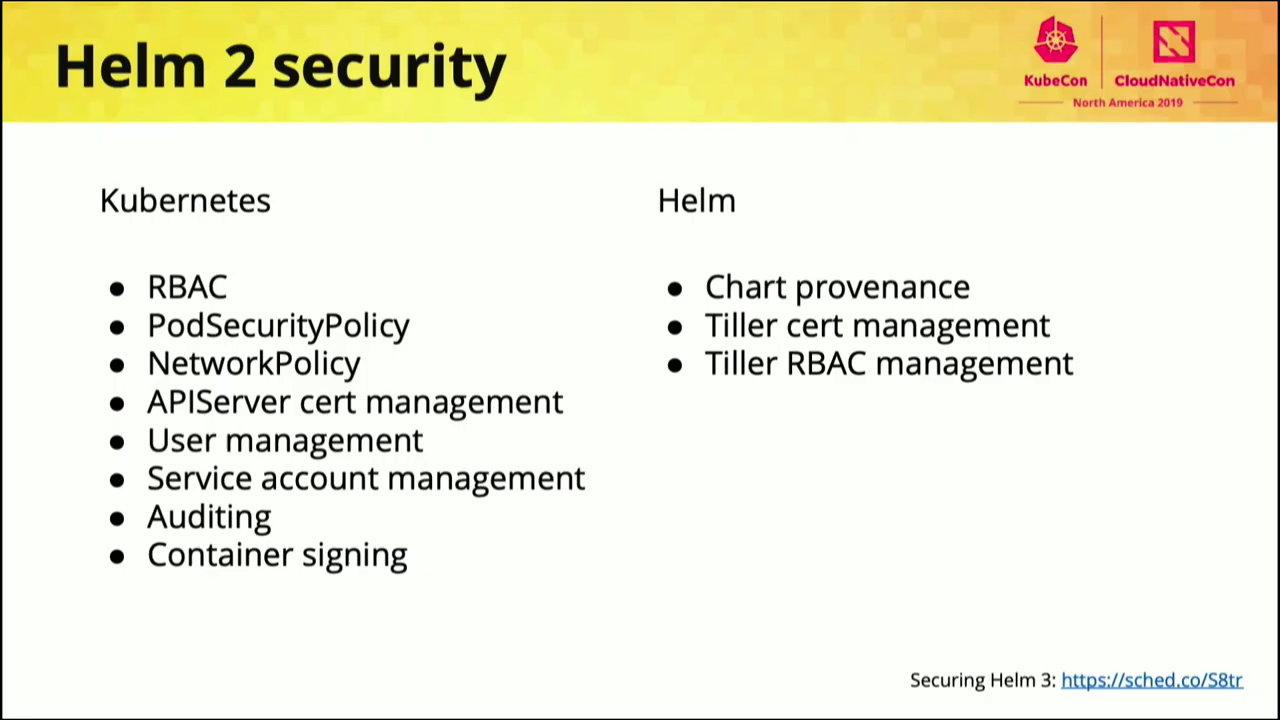 Helm 2 security
KubeCon
CloudNativeCon
North America 2019
Kubernetes
● RBAC
● PodSecurityPolicy
● NetworkPolicy
● APIServer cert management
● User management
● Service account management
● Auditing
● Container signing
Helm
● Chart provenance
● Tiller cert management
● Tiller RBAC management
Securing Helm 3: https://sched.co/S8tr